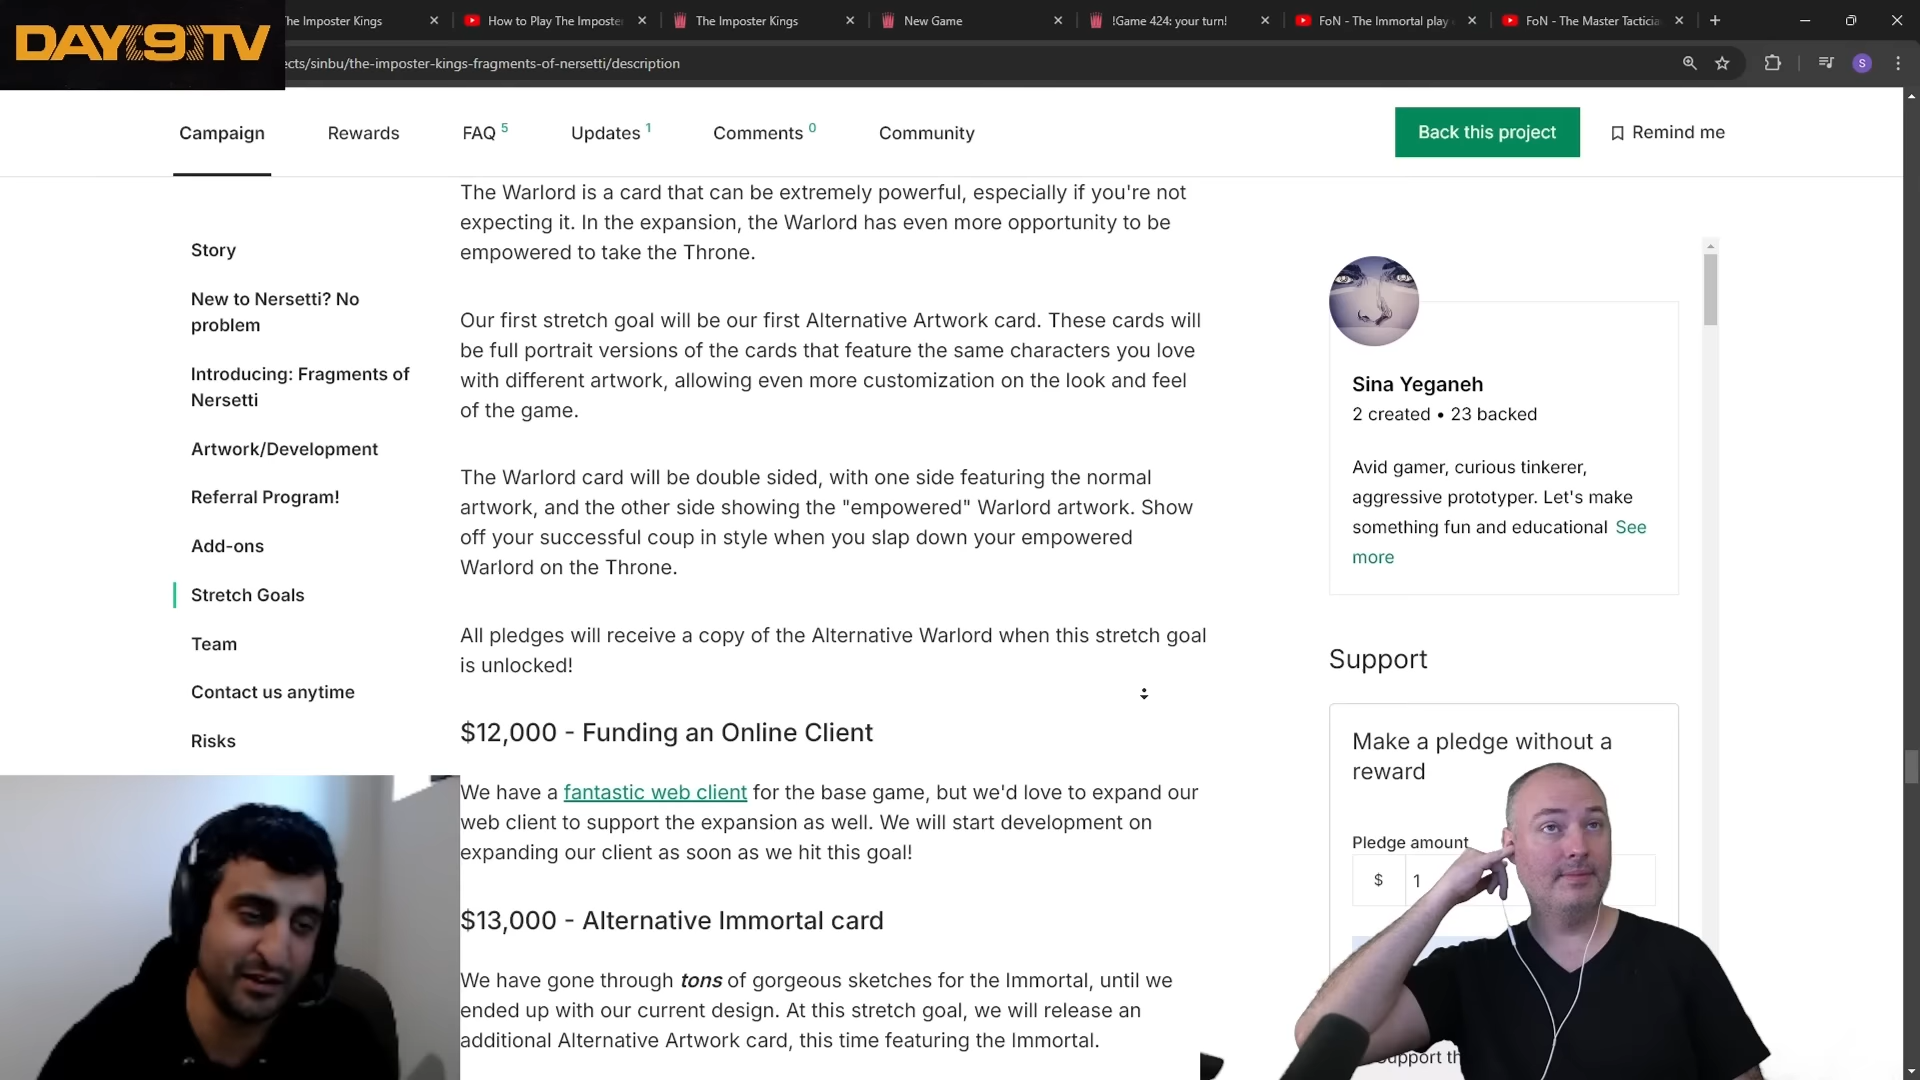 DAY[9]TV
The Imposter Kings
How to Play The Imposte
The Imposter Kings
New Game
!Game 424: your turn!
FoN - The Immortal play
FoN - The Master Tactici
ects/sinbu/the-imposter-kings-fragments-of-nersetti/description
S
Campaign
Rewards
FAQ 5
Updates 1
Comments 0
Community
Back this project
Remind me
Story
New to Nersetti? No
problem
Introducing: Fragments of
Nersetti
Artwork/Development
Referral Program!
Add-ons
Stretch Goals
Team
Contact us anytime
Risks
The Warlord is a card that can be extremely powerful, especially if you're not
expecting it. In the expansion, the Warlord has even more opportunity to be
empowered to take the Throne.
Our first stretch goal will be our first Alternative Artwork card. These cards will
be full portrait versions of the cards that feature the same characters you love
with different artwork, allowing even more customization on the look and feel
of the game.
The Warlord card will be double sided, with one side featuring the normal
artwork, and the other side showing the "empowered" Warlord artwork. Show
off your successful coup in style when you slap down your empowered
Warlord on the Throne.
All pledges will receive a copy of the Alternative Warlord when this stretch goal
is unlocked!
$12,000 - Funding an Online Client
We have a fantastic web client for the base game, but we'd love to expand our
web client to support the expansion as well. We will start development on
expanding our client as soon as we hit this goal!
$13,000 - Alternative Immortal card
We have gone through tons of gorgeous sketches for the Immortal, until we
ended up with our current design. At this stretch goal, we will release an
additional Alternative Artwork card, this time featuring the Immortal.
Sina Yeganeh
2 created • 23 backed
Avid gamer, curious tinkerer,
aggressive prototyper. Let's make
something fun and educational See
more
Support
Make a pledge without a
reward
Pledge amount
$ 1
Support th